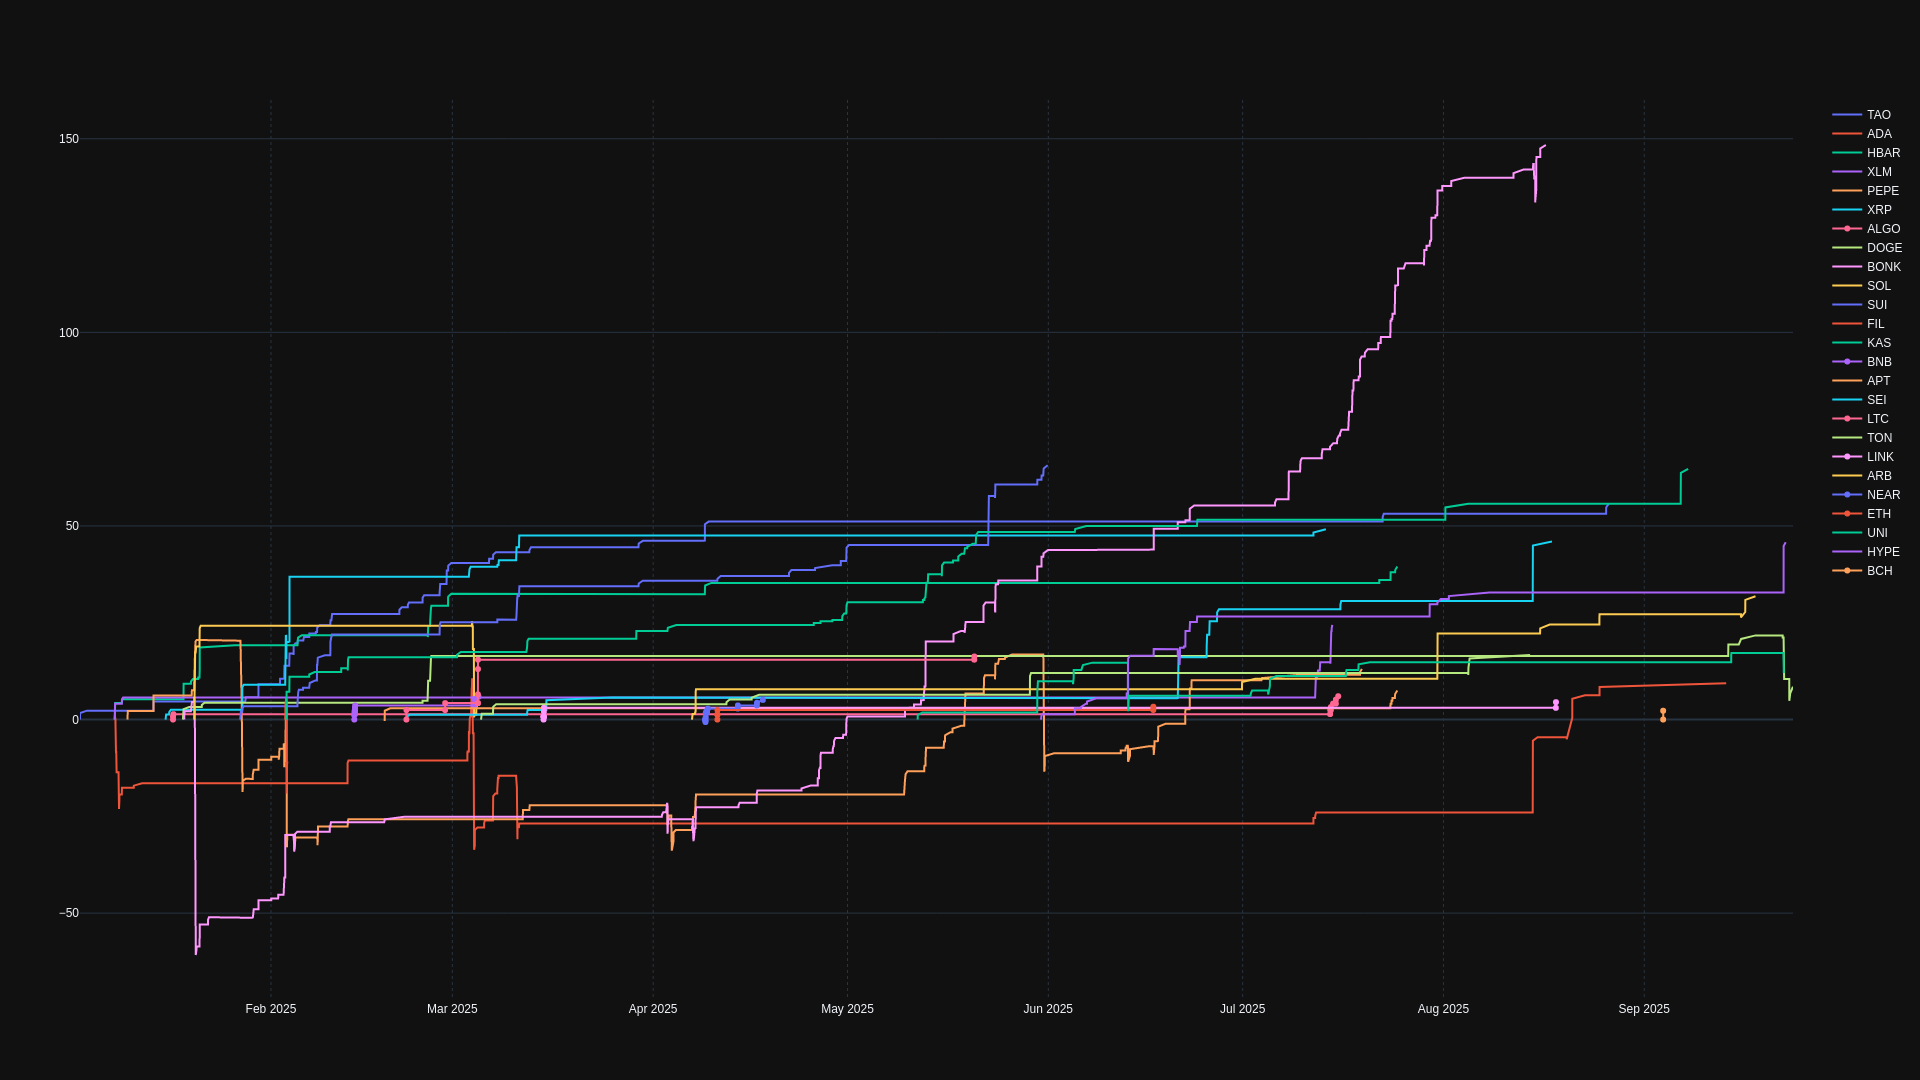 150
100
50
0
−50
Feb 2025
Mar 2025
Apr 2025
May 2025
Jun 2025
Jul 2025
Aug 2025
Sep 2025
TAO
ADA
HBAR
XLM
PEPE
XRP
ALGO
DOGE
BONK
SOL
SUI
FIL
KAS
BNB
APT
SEI
LTC
TON
LINK
ARB
NEAR
ETH
UNI
HYPE
BCH